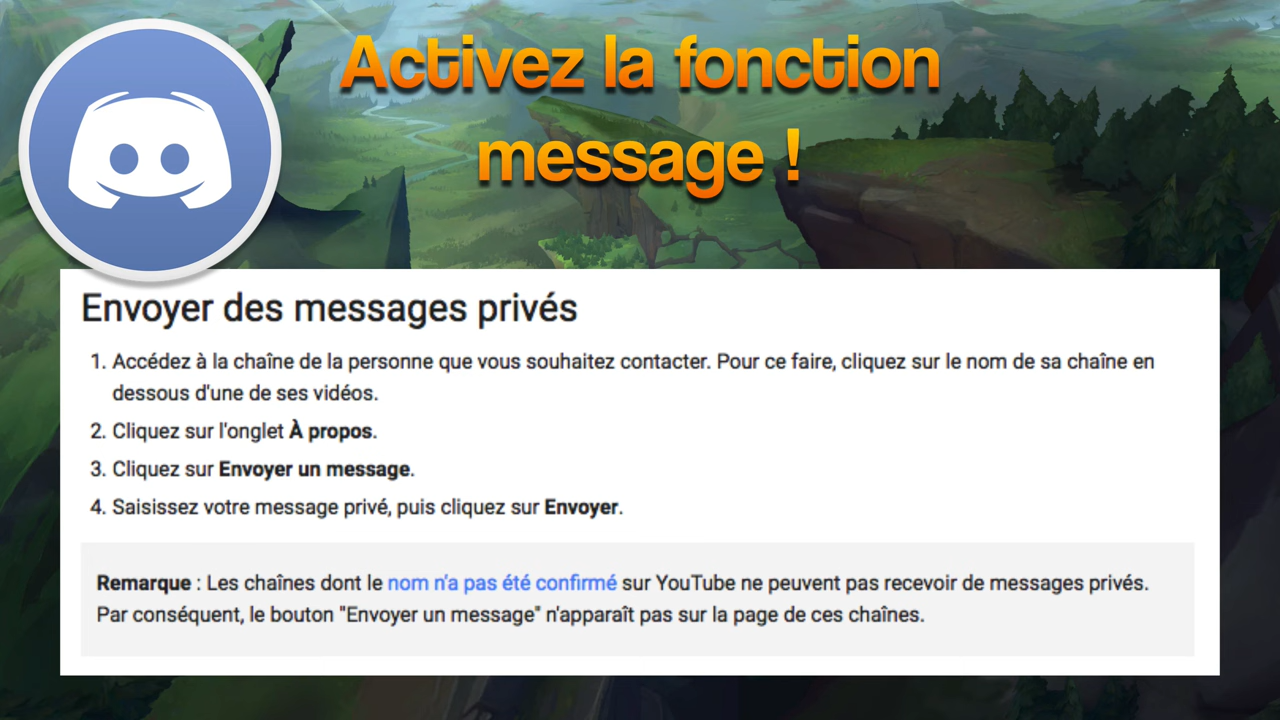 Activez la fonction
message !
Envoyer des messages privés
1. Accédez à la chaîne de la personne que vous souhaitez contacter. Pour ce faire, cliquez sur le nom de sa chaîne en
dessous d'une de ses vidéos.
2. Cliquez sur l'onglet À propos.
3. Cliquez sur Envoyer un message.
4. Saisissez votre message privé, puis cliquez sur Envoyer.
Remarque : Les chaînes dont le nom n'a pas été confirmé sur YouTube ne peuvent pas recevoir de messages privés.
Par conséquent, le bouton "Envoyer un message" n'apparaît pas sur la page de ces chaînes.